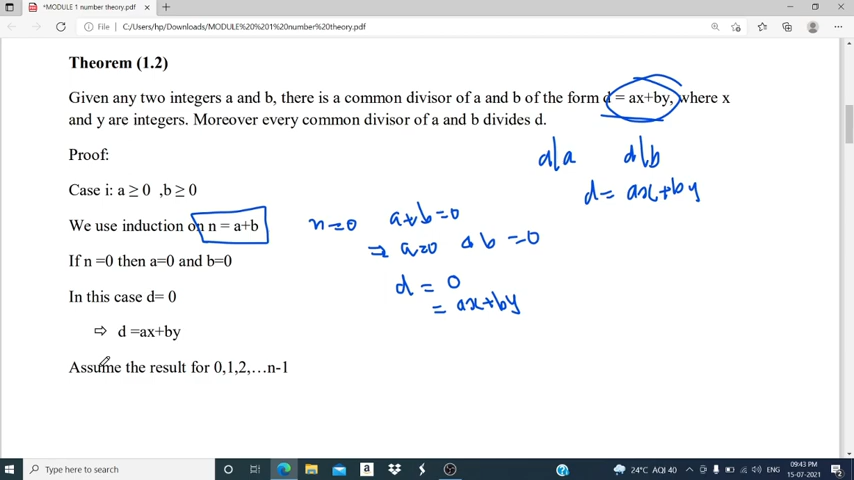 *MODULE 1 number theory.pdf
File | C:/Users/hp/Downloads/MODULE%20%201%20number%20theory.pdf
Theorem (1.2)
Given any two integers a and b, there is a common divisor of a and b of the form d = ax+by, where x
and y are integers. Moreover every common divisor of a and b divides d.
d|a d|b
Proof:
d = ax+by
Case i: a ≥ 0 ,b ≥ 0
We use induction on n = a+b
n=0 a+b=0
⇒ a=0 & b =0
If n =0 then a=0 and b=0
d = 0
In this case d= 0
= ax+by
⇨ d =ax+by
Assume the result for 0,1,2,…n-1
Type here to search
24°C AQI 40
ENG
09:43 PM
15-07-2021
2